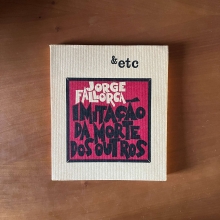 & etc
JORGE
FALLORCA
IMITAÇÃO
DA MORTE
DOS OUTROS